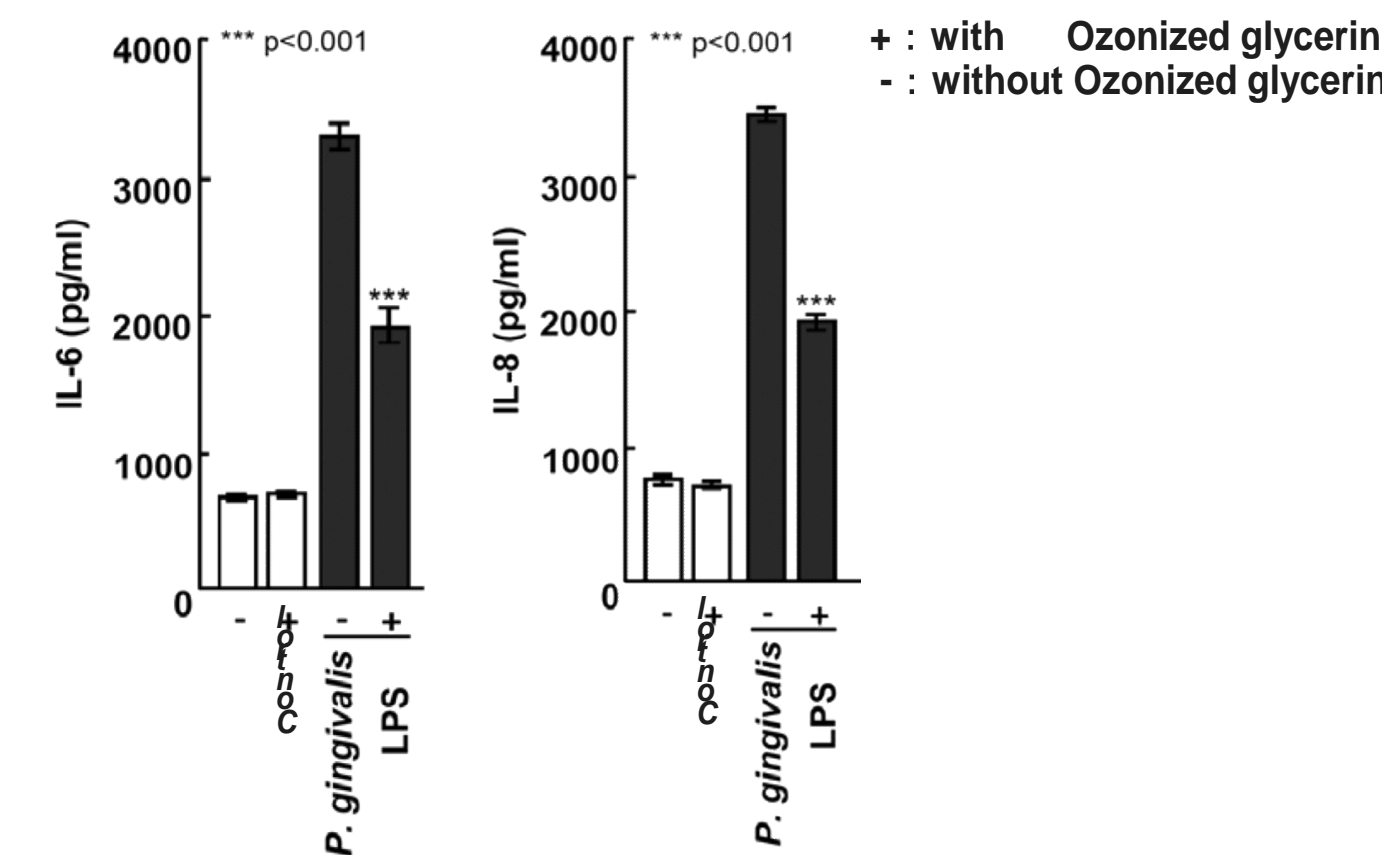 4000
*** p<0.001
3000
2000
1000
0
IL-6 (pg/ml)
***
- + - +
Control
P. gingivalis
LPS
4000
*** p<0.001
3000
2000
1000
0
IL-8 (pg/ml)
***
- + - +
Control
P. gingivalis
LPS
+ : with Ozonized glycerin
- : without Ozonized glycerin